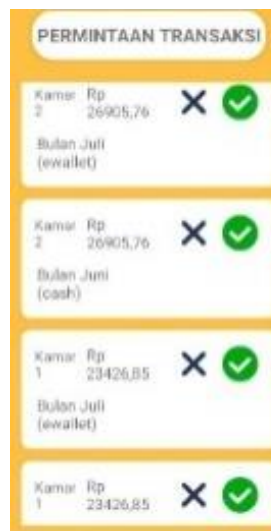 PERMINTAAN TRANSAKSI
Kamar Rp
2 26905,76
Bulan Juli
(ewallet)
Kamar Rp
2 26905,76
Bulan Juni
(cash)
Kamar Rp
1 23426,85
Bulan Juli
(ewallet)
Kamar Rp
1 23426,85